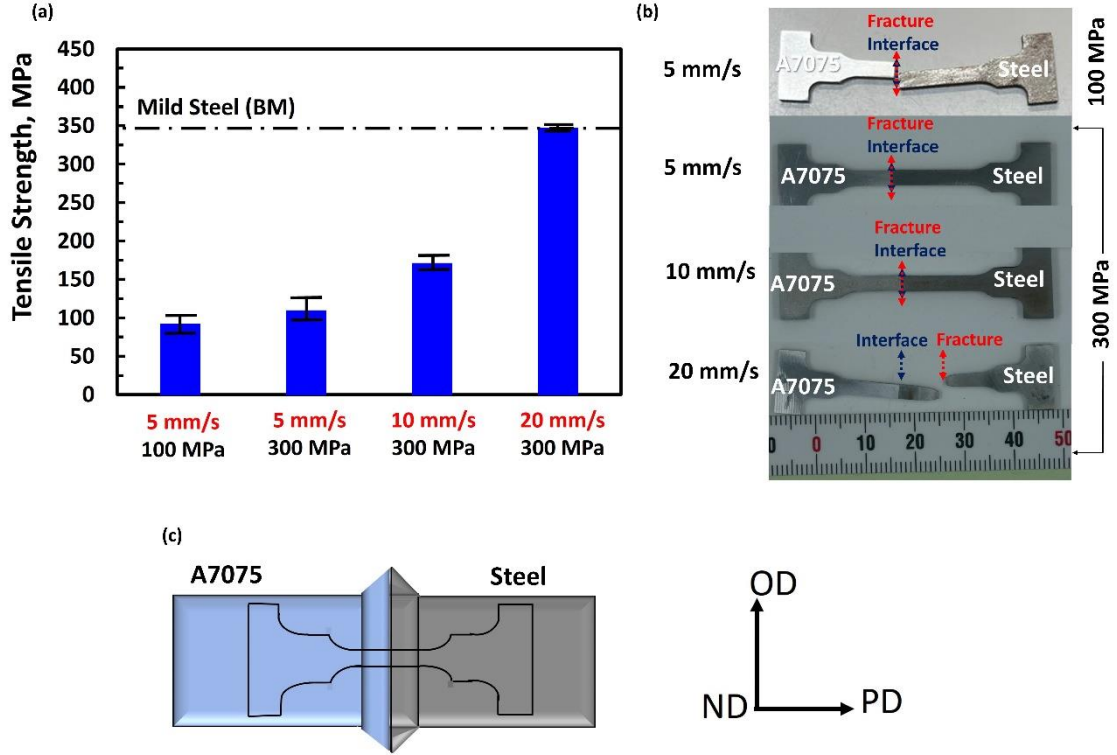 (a)
Tensile Strength, MPa
450
400
350
300
250
200
150
100
50
0
Mild Steel (BM)
5 mm/s
100 MPa
5 mm/s
300 MPa
10 mm/s
300 MPa
20 mm/s
300 MPa
(b)
5 mm/s
Fracture
Interface
A7075
Steel
100 MPa
5 mm/s
Fracture
Interface
A7075
Steel
10 mm/s
Fracture
Interface
A7075
Steel
20 mm/s
Interface
Fracture
A7075
Steel
300 MPa
0 10 20 30 40 50
(c)
A7075
Steel
OD
ND
PD